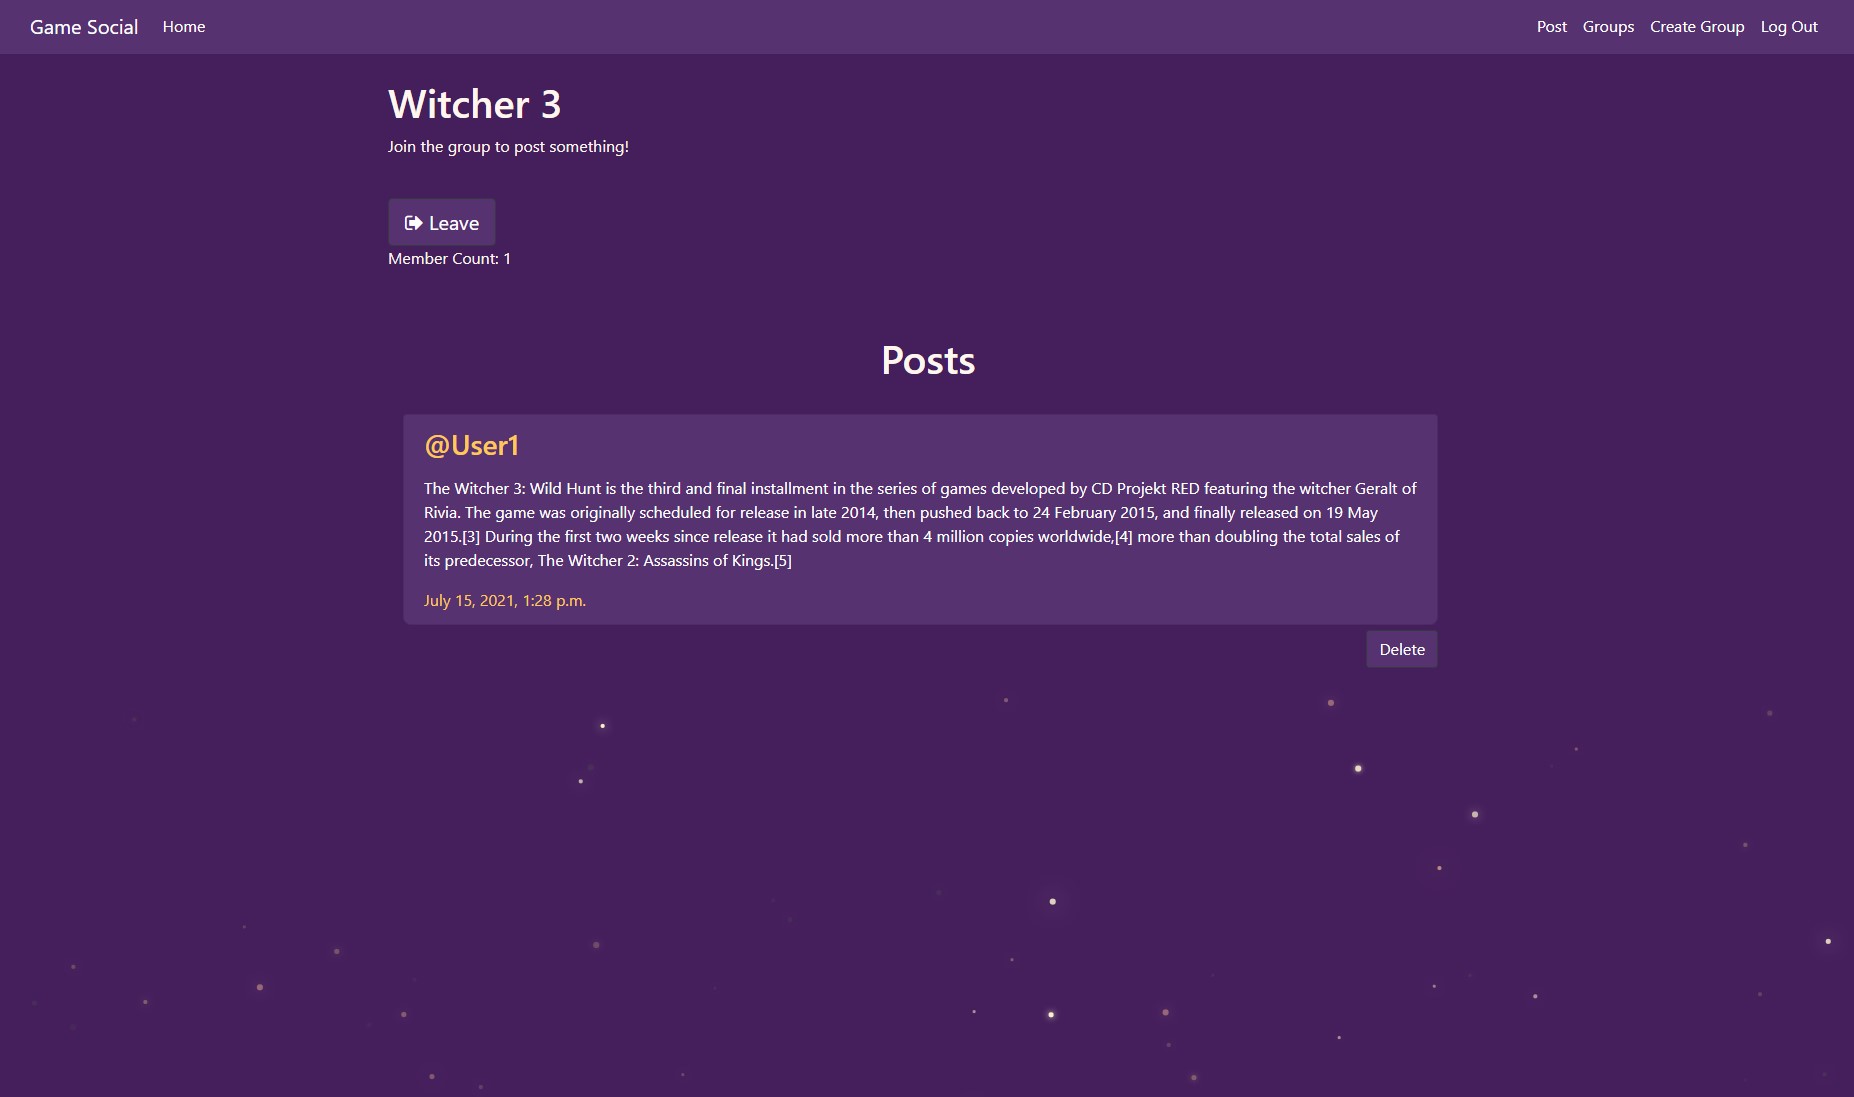 Game Social Home Post Groups Create Group Log Out
Witcher 3
Join the group to post something!
Leave
Member Count: 1
Posts
@User1
The Witcher 3: Wild Hunt is the third and final installment in the series of games developed by CD Projekt RED featuring the witcher Geralt of
Rivia. The game was originally scheduled for release in late 2014, then pushed back to 24 February 2015, and finally released on 19 May
2015.[3] During the first two weeks since release it had sold more than 4 million copies worldwide,[4] more than doubling the total sales of
its predecessor, The Witcher 2: Assassins of Kings.[5]
July 15, 2021, 1:28 p.m.
Delete